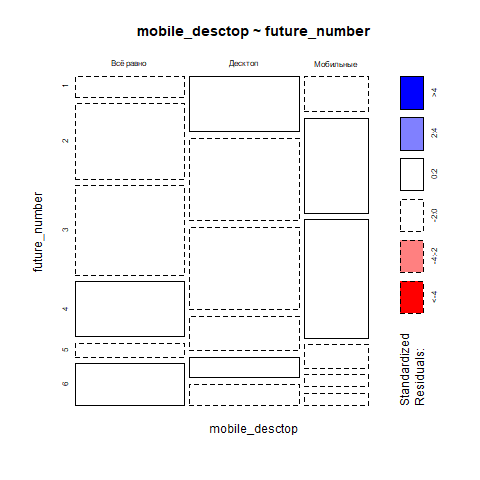 mobile_desctop ~ future_number
Всё равно
Десктоп
Мобильные
1
2
3
4
5
6
future_number
mobile_desctop
>4
2:4
0:2
-2:0
-4:-2
<-4
Standardized
Residuals: